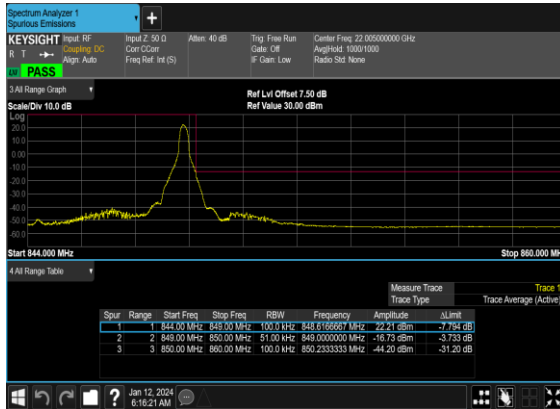 Spectrum Analyzer 1
Spurious Emissions
+
KEYSIGHT Input: RF Input Z: 50 Ω Atten: 40 dB Trig: Free Run Center Freq: 22.005000000 GHz
R T Coupling: DC Corr CCorr Gate: Off Avg|Hold: 1000/1000
Align: Auto Freq Ref: Int (S) IF Gain: Low Radio Std: None
PASS
3 All Range Graph
Ref Lvl Offset 7.50 dB
Scale/Div 10.0 dB Ref Value 30.00 dBm
Log
20.0
10.0
0.00
-10.0
-20.0
-30.0
-40.0
-50.0
-60.0
Start 844.000 MHz Stop 860.000 MH
4 All Range Table
Measure Trace Trace 1
Trace Type Trace Average (Active)
Spur Range Start Freq Stop Freq RBW Frequency Amplitude ΔLimit
1 1 844.00 MHz 849.00 MHz 100.0 kHz 848.6166667 MHz 22.21 dBm -7.794 dB
2 2 849.00 MHz 850.00 MHz 51.00 kHz 849.0000000 MHz -16.73 dBm -3.733 dB
3 3 850.00 MHz 860.00 MHz 100.0 kHz 850.2333333 MHz -44.20 dBm -31.20 dB
? Jan 12, 2024
6:16:21 AM